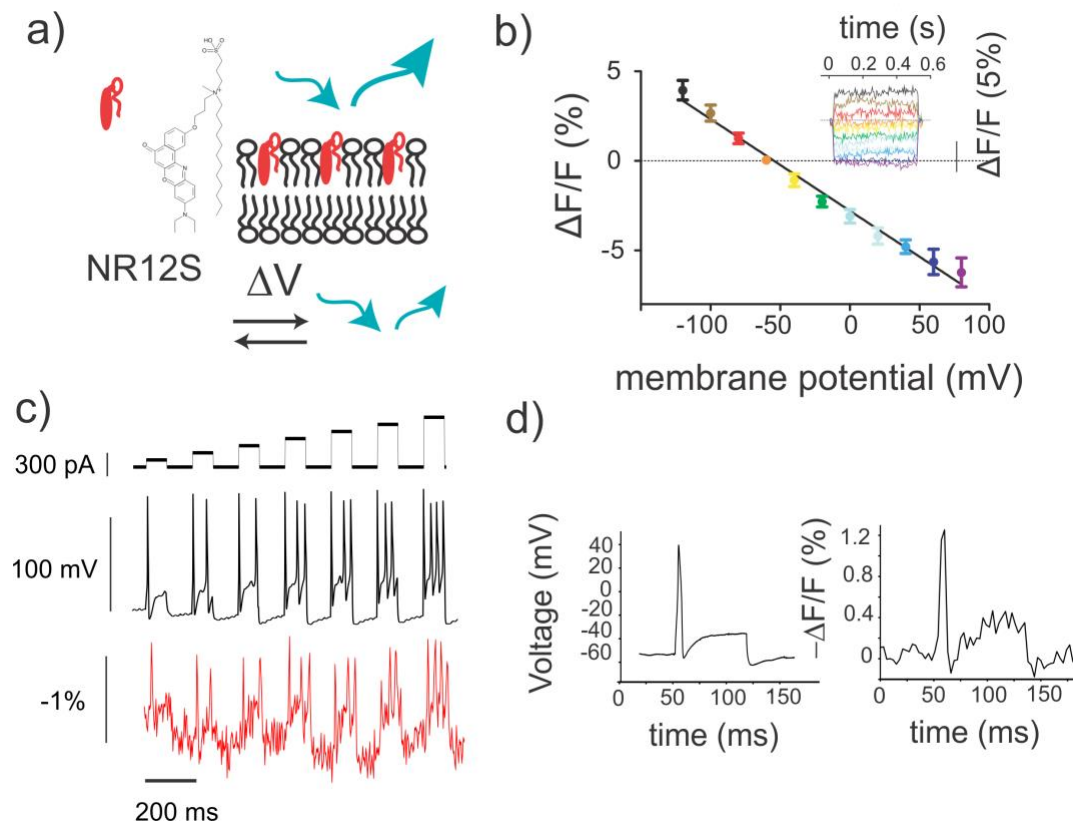 a)
HO
O
S
O⁻
O
N⁺
O
O
N
O
N
NR12S
ΔV
b)
time (s)
0 0.2 0.4 0.6
ΔF/F (5%)
ΔF/F (%)
5
0
-5
-100 -50 0 50 100
membrane potential (mV)
c)
300 pA
100 mV
-1%
200 ms
d)
Voltage (mV)
40
20
0
-20
-40
-60
0 50 100 150
time (ms)
−ΔF/F (%)
1.2
0.8
0.4
0
0 50 100 150
time (ms)